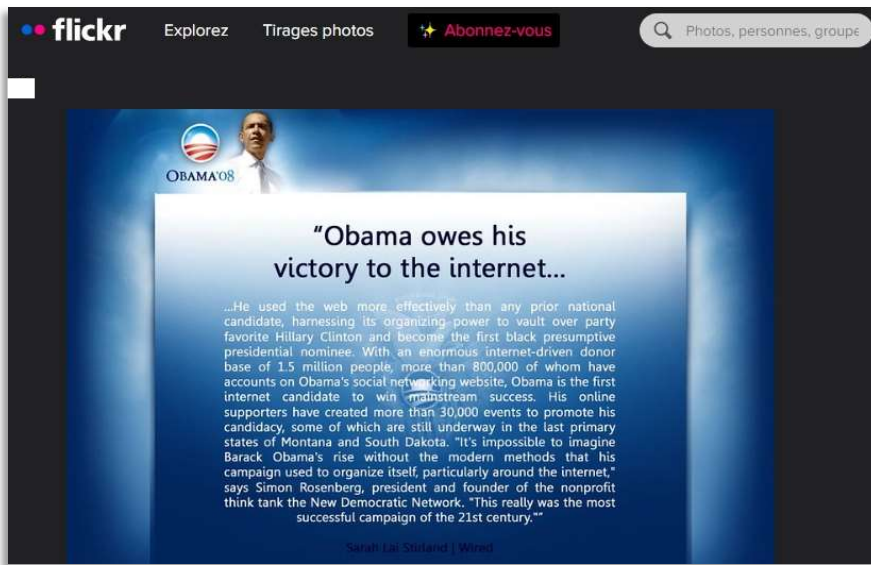 flickr Explorez Tirages photos Abonnez-vous Photos, personnes, groupe
OBAMA'08
“Obama owes his
victory to the internet...
...He used the web more effectively than any prior national
candidate, harnessing its organizing power to vault over party
favorite Hillary Clinton and become the first black presumptive
presidential nominee. With an enormous internet-driven donor
base of 1.5 million people, more than 800,000 of whom have
accounts on Obama's social networking website, Obama is the first
internet candidate to win mainstream success. His online
supporters have created more than 30,000 events to promote his
candidacy, some of which are still underway in the last primary
states of Montana and South Dakota. "It's impossible to imagine
Barack Obama's rise without the modern methods that his
campaign used to organize itself, particularly around the internet,"
says Simon Rosenberg, president and founder of the nonprofit
think tank the New Democratic Network. "This really was the most
successful campaign of the 21st century.""
Sarah Lai Stirland | Wired